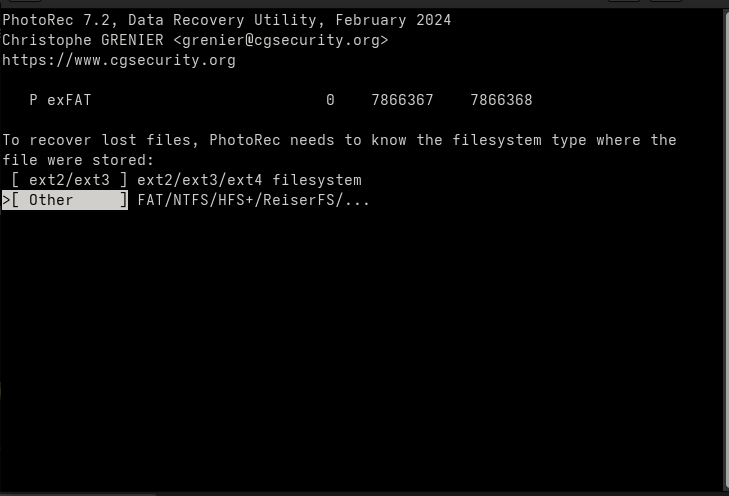 PhotoRec 7.2, Data Recovery Utility, February 2024
Christophe GRENIER <grenier@cgsecurity.org>
https://www.cgsecurity.org
P exFAT 0 7866367 7866368
To recover lost files, PhotoRec needs to know the filesystem type where the
file were stored:
[ ext2/ext3 ] ext2/ext3/ext4 filesystem
>[ Other ] FAT/NTFS/HFS+/ReiserFS/...